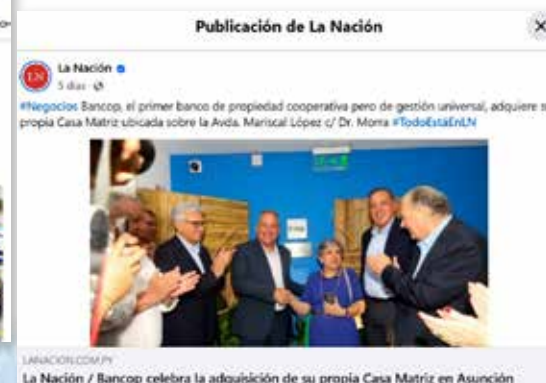 Publicación de La Nación
LN
La Nación
5 días
#Negocios Bancop, el primer banco de propiedad cooperativa pero de gestión universal, adquiere
propia Casa Matriz ubicada sobre la Avda. Mariscal López c/ Dr. Morra #TodoEstáEnLN
LANACION.COM.PY
La Nación / Bancop celebra la adquisición de su propia Casa Matriz en Asunción